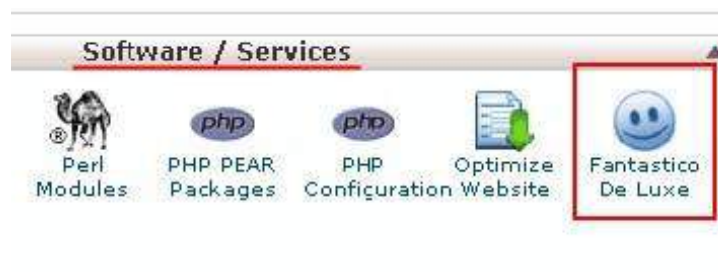 Software / Services
®
php
php
Perl
Modules
PHP PEAR
Packages
PHP
Configuration
Optimize
Website
Fantastico
De Luxe